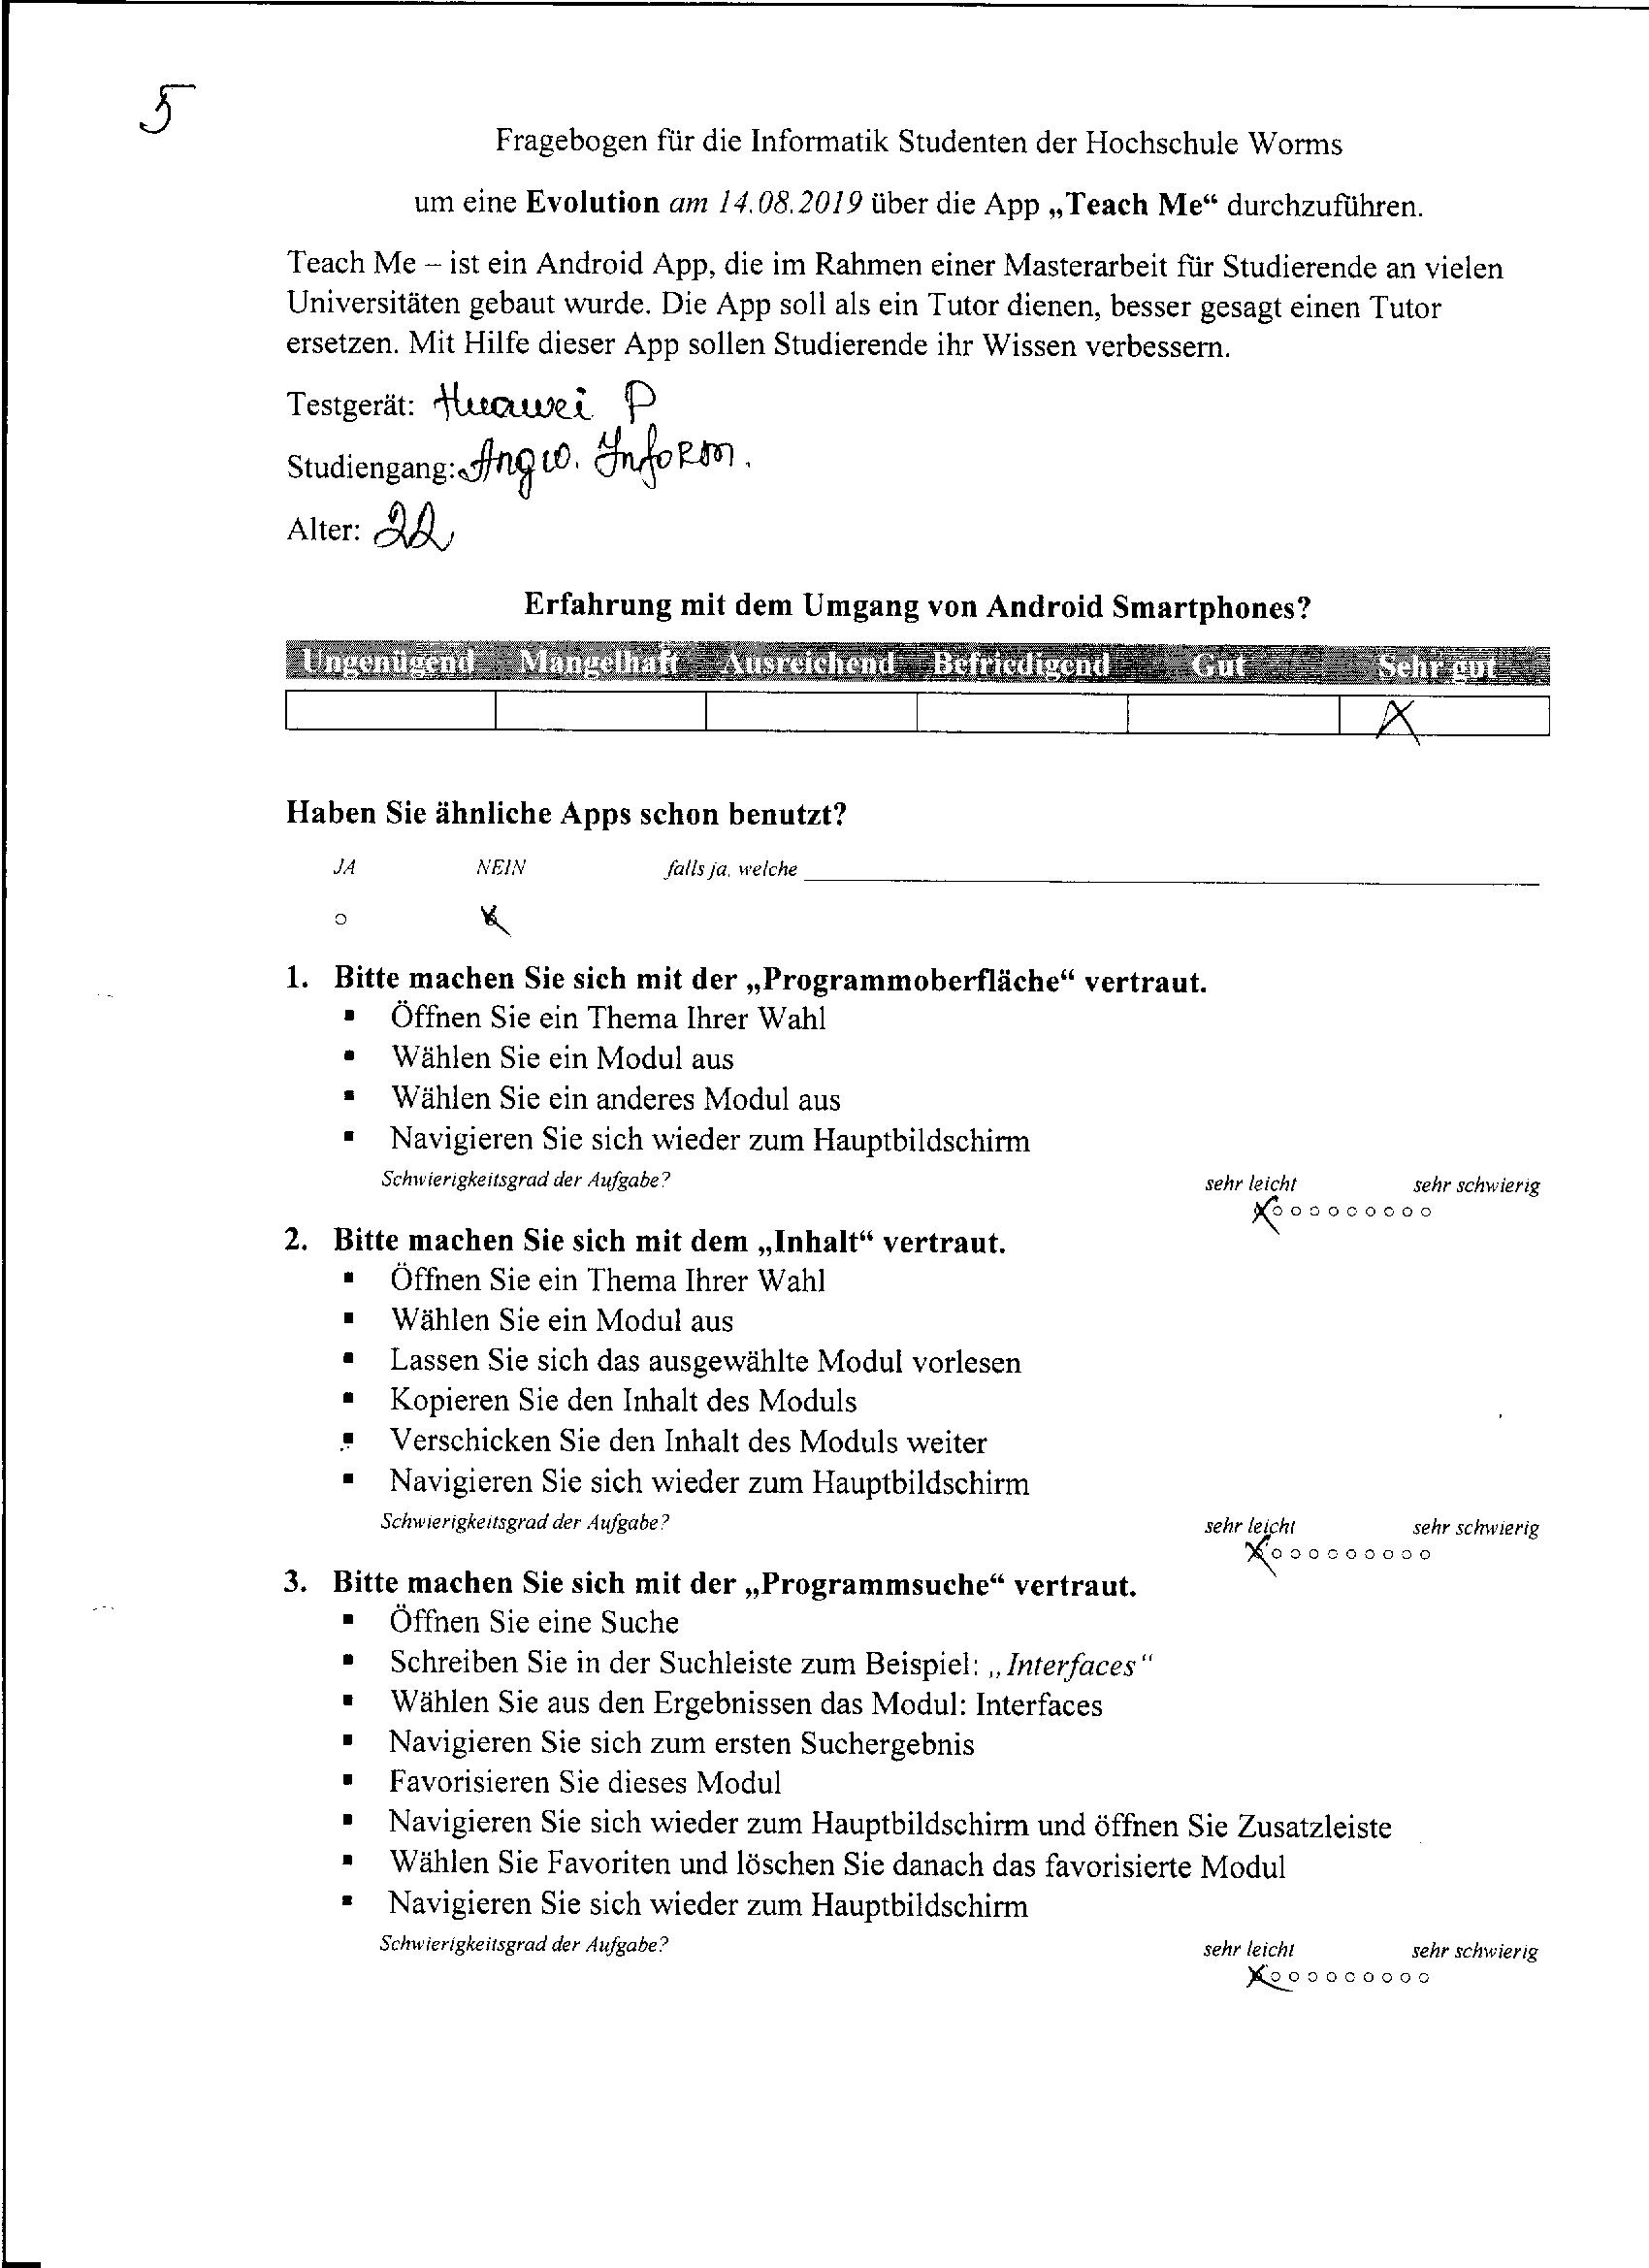 5
Fragebogen für die Informatik Studenten der Hochschule Worms
um eine Evolution am 14.08.2019 über die App „Teach Me“ durchzuführen.
Teach Me – ist ein Android App, die im Rahmen einer Masterarbeit für Studierende an vielen
Universitäten gebaut wurde. Die App soll als ein Tutor dienen, besser gesagt einen Tutor
ersetzen. Mit Hilfe dieser App sollen Studierende ihr Wissen verbessern.
Testgerät: Huawei P
Studiengang: Angw. Inform.
Alter: 22
Erfahrung mit dem Umgang von Android Smartphones?
Ungenügend Mangelhaft Ausreichend Befriedigend Gut Sehr gut
X
Haben Sie ähnliche Apps schon benutzt?
JA NEIN falls ja, welche
1. Bitte machen Sie sich mit der „Programmoberfläche“ vertraut.
▪ Öffnen Sie ein Thema Ihrer Wahl
▪ Wählen Sie ein Modul aus
▪ Wählen Sie ein anderes Modul aus
▪ Navigieren Sie sich wieder zum Hauptbildschirm
Schwierigkeitsgrad der Aufgabe? sehr leicht sehr schwierig
2. Bitte machen Sie sich mit dem „Inhalt“ vertraut.
▪ Öffnen Sie ein Thema Ihrer Wahl
▪ Wählen Sie ein Modul aus
▪ Lassen Sie sich das ausgewählte Modul vorlesen
▪ Kopieren Sie den Inhalt des Moduls
▪ Verschicken Sie den Inhalt des Moduls weiter
▪ Navigieren Sie sich wieder zum Hauptbildschirm
Schwierigkeitsgrad der Aufgabe? sehr leicht sehr schwierig
3. Bitte machen Sie sich mit der „Programmsuche“ vertraut.
▪ Öffnen Sie eine Suche
▪ Schreiben Sie in der Suchleiste zum Beispiel: „Interfaces“
▪ Wählen Sie aus den Ergebnissen das Modul: Interfaces
▪ Navigieren Sie sich zum ersten Suchergebnis
▪ Favorisieren Sie dieses Modul
▪ Navigieren Sie sich wieder zum Hauptbildschirm und öffnen Sie Zusatzleiste
▪ Wählen Sie Favoriten und löschen Sie danach das favorisierte Modul
▪ Navigieren Sie sich wieder zum Hauptbildschirm
Schwierigkeitsgrad der Aufgabe? sehr leicht sehr schwierig